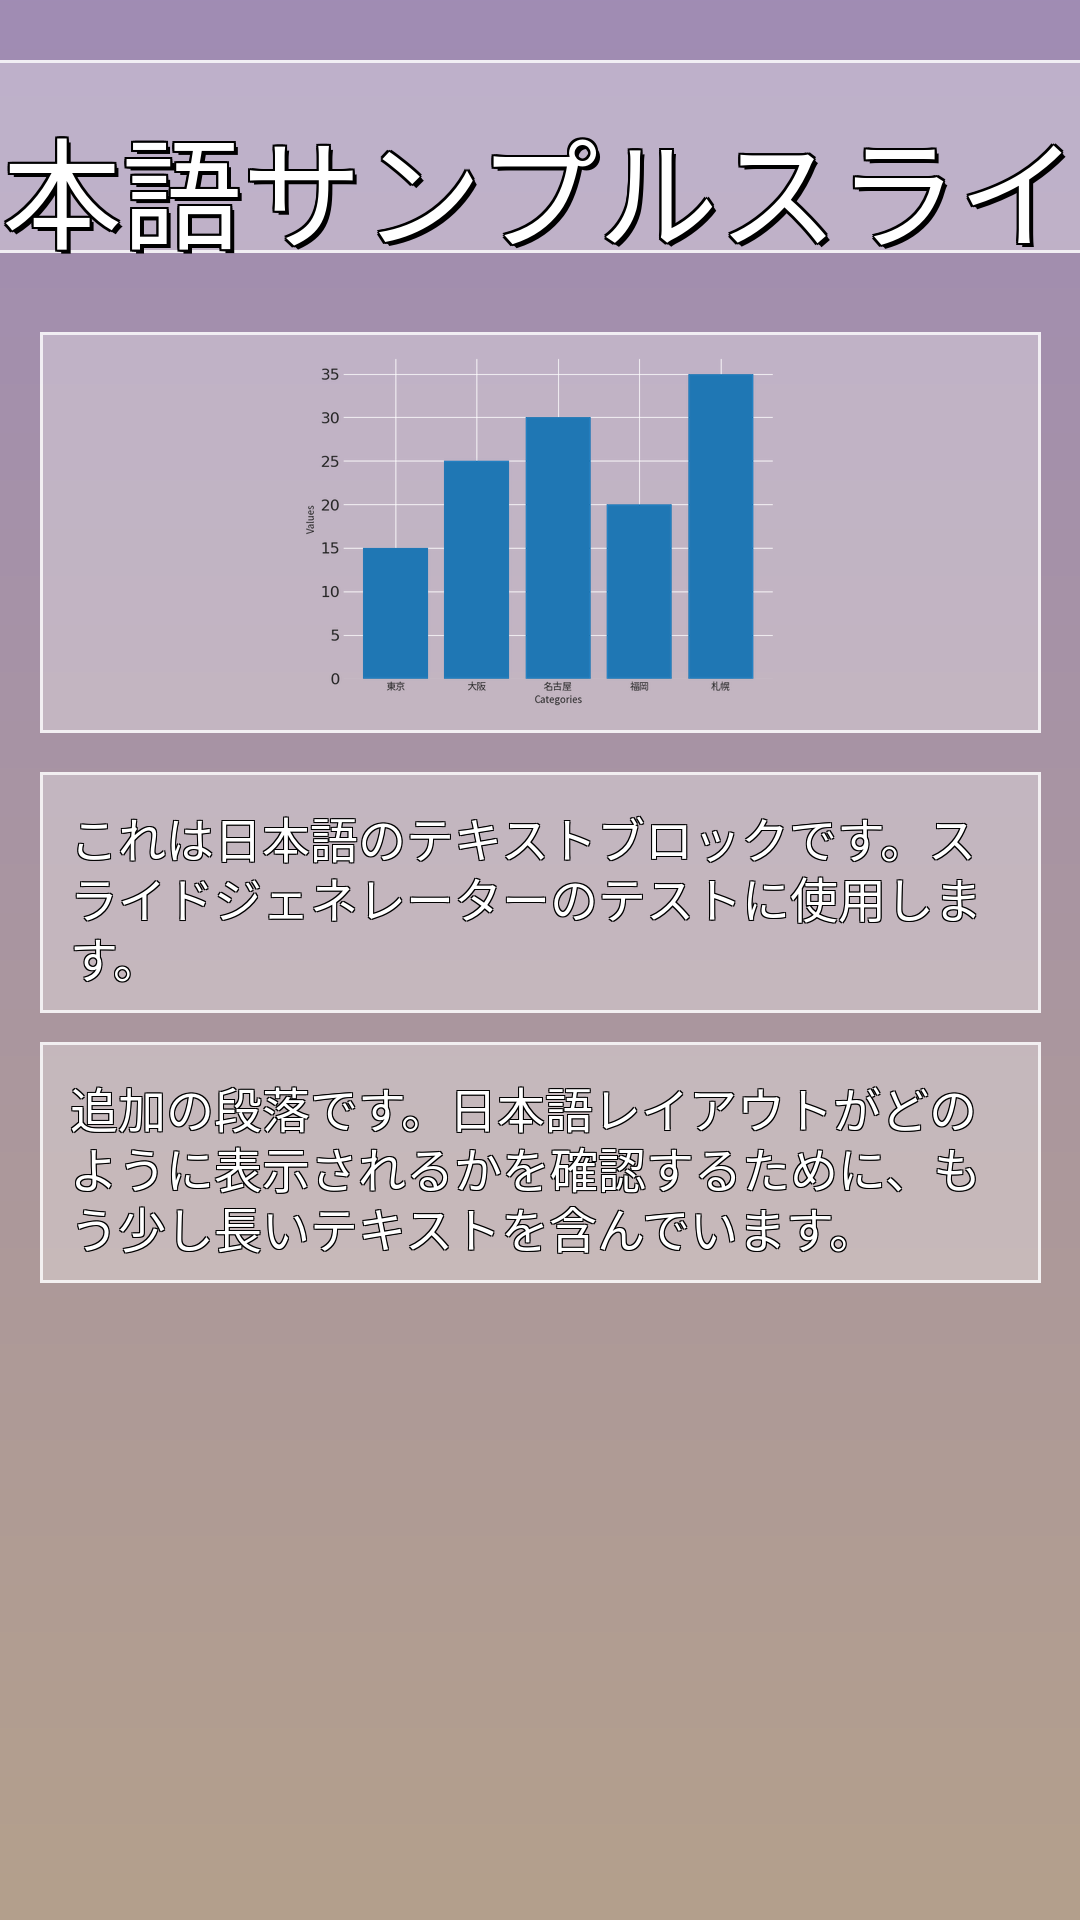 本語サンプルスライ
35
30
25
20
15
10
5
0
Values
東京 大阪 名古屋 福岡 札幌
Categories
これは日本語のテキストブロックです。ス
ライドジェネレーターのテストに使用しま
す。
追加の段落です。日本語レイアウトがどの
ように表示されるかを確認するために、も
う少し長いテキストを含んでいます。